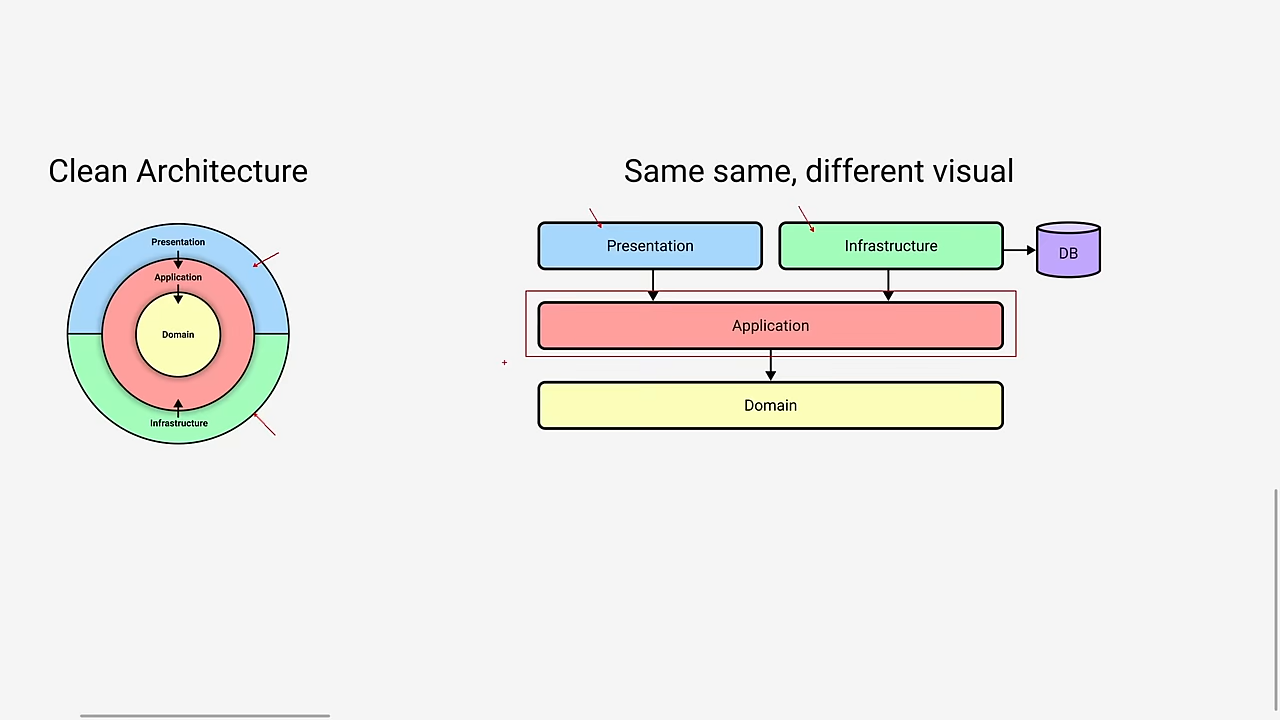 Clean Architecture
Presentation
Application
Domain
Infrastructure
Same same, different visual
Presentation
Infrastructure
DB
Application
Domain